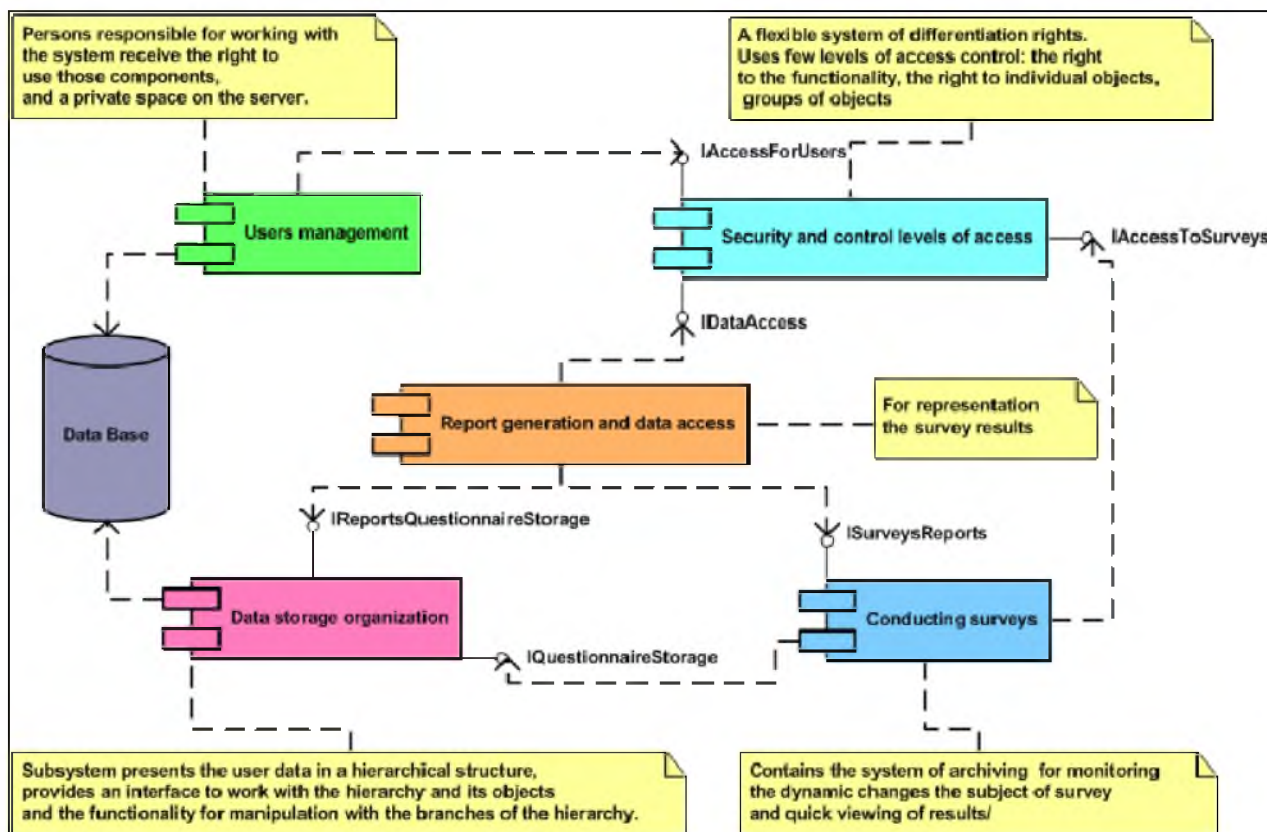 Persons responsible for working with
the system receive the right to
use those components,
and a private space on the server.
A flexible system of differentiation rights.
Uses few levels of access control: the right
to the functionality, the right to individual objects,
groups of objects
IAccessForUsers
Users management
Security and control levels of access
IAccessToSurveys
IDataAccess
Data Base
Report generation and data access
For representation
the survey results
IReportsQuestionnaireStorage
ISurveysReports
Data storage organization
Conducting surveys
IQuestionnaireStorage
Subsystem presents the user data in a hierarchical structure,
provides an interface to work with the hierarchy and its objects
and the functionality for manipulation with the branches of the hierarchy.
Contains the system of archiving for monitoring
the dynamic changes the subject of survey
and quick viewing of results/